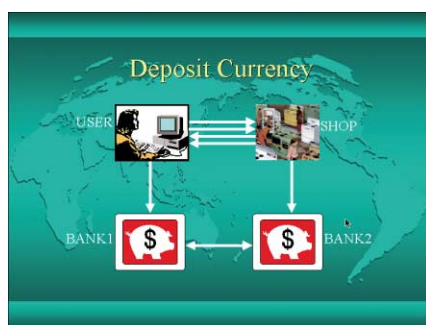 Deposit Currency
USER
SHOP
BANK1
$
$
BANK2